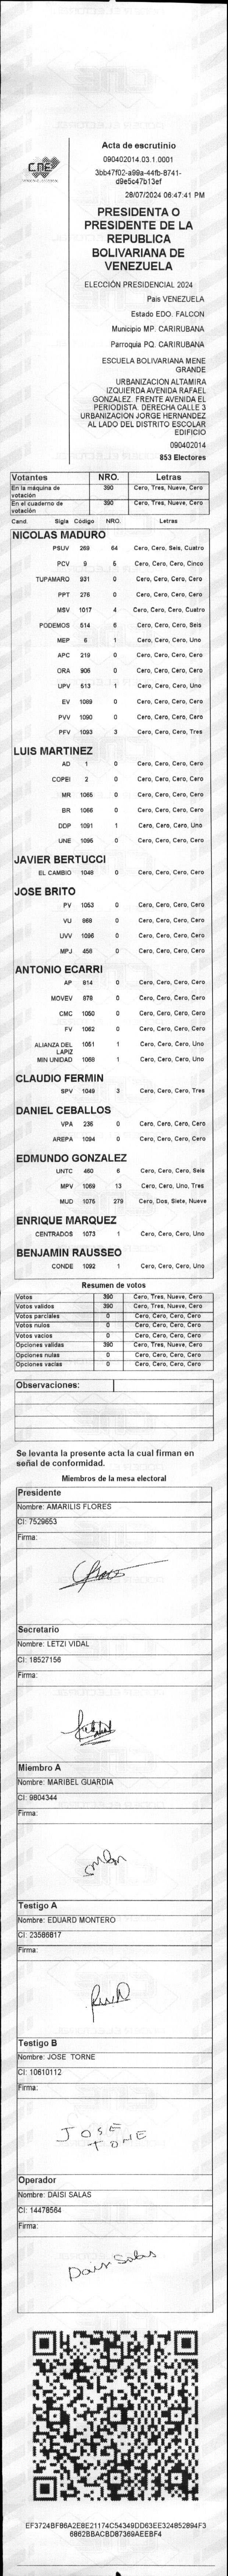 CNE
Acta de escrutinio
090402014.03.1.0001
3bb47f02-a99a-44fb-8741-
d9e5c47b13ef
28/07/2024 06:47:41 PM
PRESIDENTA O
PRESIDENTE DE LA
REPUBLICA
BOLIVARIANA DE
VENEZUELA
ELECCIÓN PRESIDENCIAL 2024
Pais VENEZUELA
Estado EDO. FALCON
Municipio MP. CARIRUBANA
Parroquia PQ. CARIRUBANA
ESCUELA BOLIVARIANA MENE
GRANDE
URBANIZACION ALTAMIRA
IZQUIERDA AVENIDA RAFAEL
GONZALEZ. FRENTE AVENIDA EL
PERIODISTA. DERECHA CALLE 3
URBANIZACION JORGE HERNANDEZ
AL LADO DEL DISTRITO ESCOLAR
EDIFICIO
090402014
853 Electores
Votantes NRO. Letras
En la máquina de votación 390 Cero, Tres, Nueve, Cero
En el cuaderno de votación 390 Cero, Tres, Nueve, Cero
Cand. Sigla Código NRO. Letras
NICOLAS MADURO
PSUV 269 64 Cero, Cero, Seis, Cuatro
PCV 9 5 Cero, Cero, Cero, Cinco
TUPAMARO 931 0 Cero, Cero, Cero, Cero
PPT 276 0 Cero, Cero, Cero, Cero
MSV 1017 4 Cero, Cero, Cero, Cuatro
PODEMOS 514 6 Cero, Cero, Cero, Seis
MEP 6 1 Cero, Cero, Cero, Uno
APC 219 0 Cero, Cero, Cero, Cero
ORA 906 0 Cero, Cero, Cero, Cero
UPV 513 1 Cero, Cero, Cero, Uno
EV 1089 0 Cero, Cero, Cero, Cero
PVV 1090 0 Cero, Cero, Cero, Cero
PFV 1093 3 Cero, Cero, Cero, Tres
LUIS MARTINEZ
AD 1 0 Cero, Cero, Cero, Cero
COPEI 2 0 Cero, Cero, Cero, Cero
MR 1065 0 Cero, Cero, Cero, Cero
BR 1066 0 Cero, Cero, Cero, Cero
DDP 1091 1 Cero, Cero, Cero, Uno
UNE 1095 0 Cero, Cero, Cero, Cero
JAVIER BERTUCCI
EL CAMBIO 1048 0 Cero, Cero, Cero, Cero
JOSE BRITO
PV 1053 0 Cero, Cero, Cero, Cero
VU 868 0 Cero, Cero, Cero, Cero
UVV 1096 0 Cero, Cero, Cero, Cero
MPJ 458 0 Cero, Cero, Cero, Cero
ANTONIO ECARRI
AP 814 0 Cero, Cero, Cero, Cero
MOVEV 878 0 Cero, Cero, Cero, Cero
CMC 1050 0 Cero, Cero, Cero, Cero
FV 1062 0 Cero, Cero, Cero, Cero
ALIANZA DEL LAPIZ 1051 1 Cero, Cero, Cero, Uno
MIN UNIDAD 1068 1 Cero, Cero, Cero, Uno
CLAUDIO FERMIN
SPV 1049 3 Cero, Cero, Cero, Tres
DANIEL CEBALLOS
VPA 236 0 Cero, Cero, Cero, Cero
AREPA 1094 0 Cero, Cero, Cero, Cero
EDMUNDO GONZALEZ
UNTC 460 6 Cero, Cero, Cero, Seis
MPV 1069 13 Cero, Cero, Uno, Tres
MUD 1075 279 Cero, Dos, Siete, Nueve
ENRIQUE MARQUEZ
CENTRADOS 1073 1 Cero, Cero, Cero, Uno
BENJAMIN RAUSSEO
CONDE 1092 1 Cero, Cero, Cero, Uno
Resumen de votos
Votos 390 Cero, Tres, Nueve, Cero
Votos validos 390 Cero, Tres, Nueve, Cero
Votos parciales 0 Cero, Cero, Cero, Cero
Votos nulos 0 Cero, Cero, Cero, Cero
Votos vacios 0 Cero, Cero, Cero, Cero
Opciones validas 390 Cero, Tres, Nueve, Cero
Opciones nulas 0 Cero, Cero, Cero, Cero
Opciones vacias 0 Cero, Cero, Cero, Cero
Observaciones:
Se levanta la presente acta la cual firman en
señal de conformidad.
Miembros de la mesa electoral
Presidente
Nombre: AMARILIS FLORES
CI: 7529653
Firma:
Secretario
Nombre: LETZI VIDAL
CI: 18527156
Firma:
Miembro A
Nombre: MARIBEL GUARDIA
CI: 9804344
Firma:
Testigo A
Nombre: EDUARD MONTERO
CI: 23586817
Firma:
Testigo B
Nombre: JOSE TORNE
CI: 10610112
Firma:
JOSE
TONE
Operador
Nombre: DAISI SALAS
CI: 14478564
Firma:
Daisi Salas
EF3724BF86A2E8E21174C54349DD63EE324852894F3
6862BBACBD87369AEEBF4